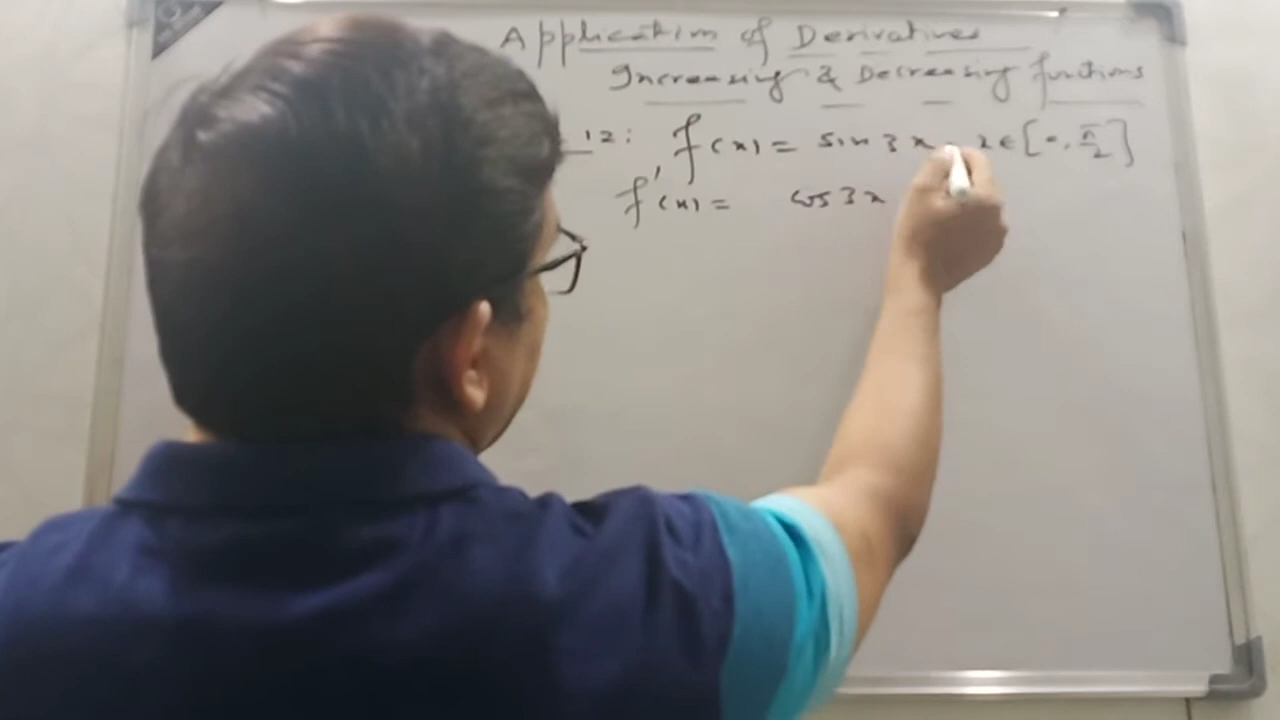 Application of Derivatives
Increasing & Decreasing functions
12: f(x) = sin 3x, x ∈ [0, π/2]
f'(x) = cos 3x